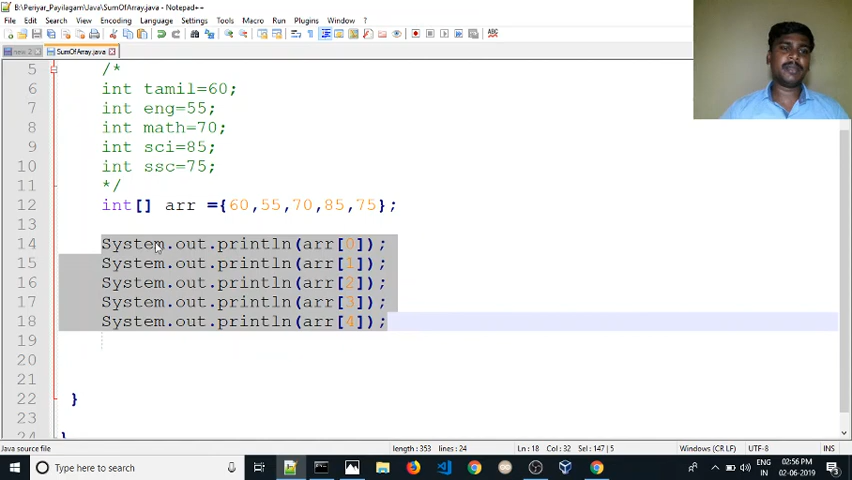 B:\Periyar_Payilagam\Java\SumOfArray.java - Notepad++
File Edit Search View Encoding Language Settings Tools Macro Run Plugins Window ?
new 2 SumOfArray.java
5 /*
6 int tamil=60;
7 int eng=55;
8 int math=70;
9 int sci=85;
10 int ssc=75;
11 */
12 int[] arr ={60,55,70,85,75};
13
14 System.out.println(arr[0]);
15 System.out.println(arr[1]);
16 System.out.println(arr[2]);
17 System.out.println(arr[3]);
18 System.out.println(arr[4]);
19
20
21
22 }
23
24 }
Java source file length : 353 lines : 24 Ln : 18 Col : 32 Sel : 147 | 5 Windows (CR LF) UTF-8 INS
Type here to search ENG 02:56 PM
IN 02-06-2019